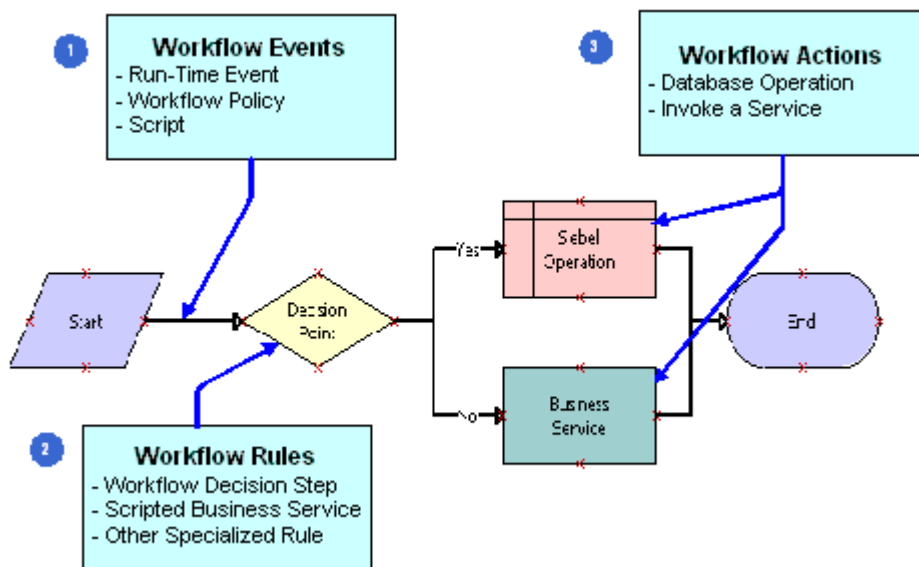 1
Workflow Events
- Run-Time Event
- Workflow Policy
- Script
3
Workflow Actions
- Database Operation
- Invoke a Service
Start
Decision
Point
Yes
Siebel
Operation
No
Business
Service
End
2
Workflow Rules
- Workflow Decision Step
- Scripted Business Service
- Other Specialized Rule